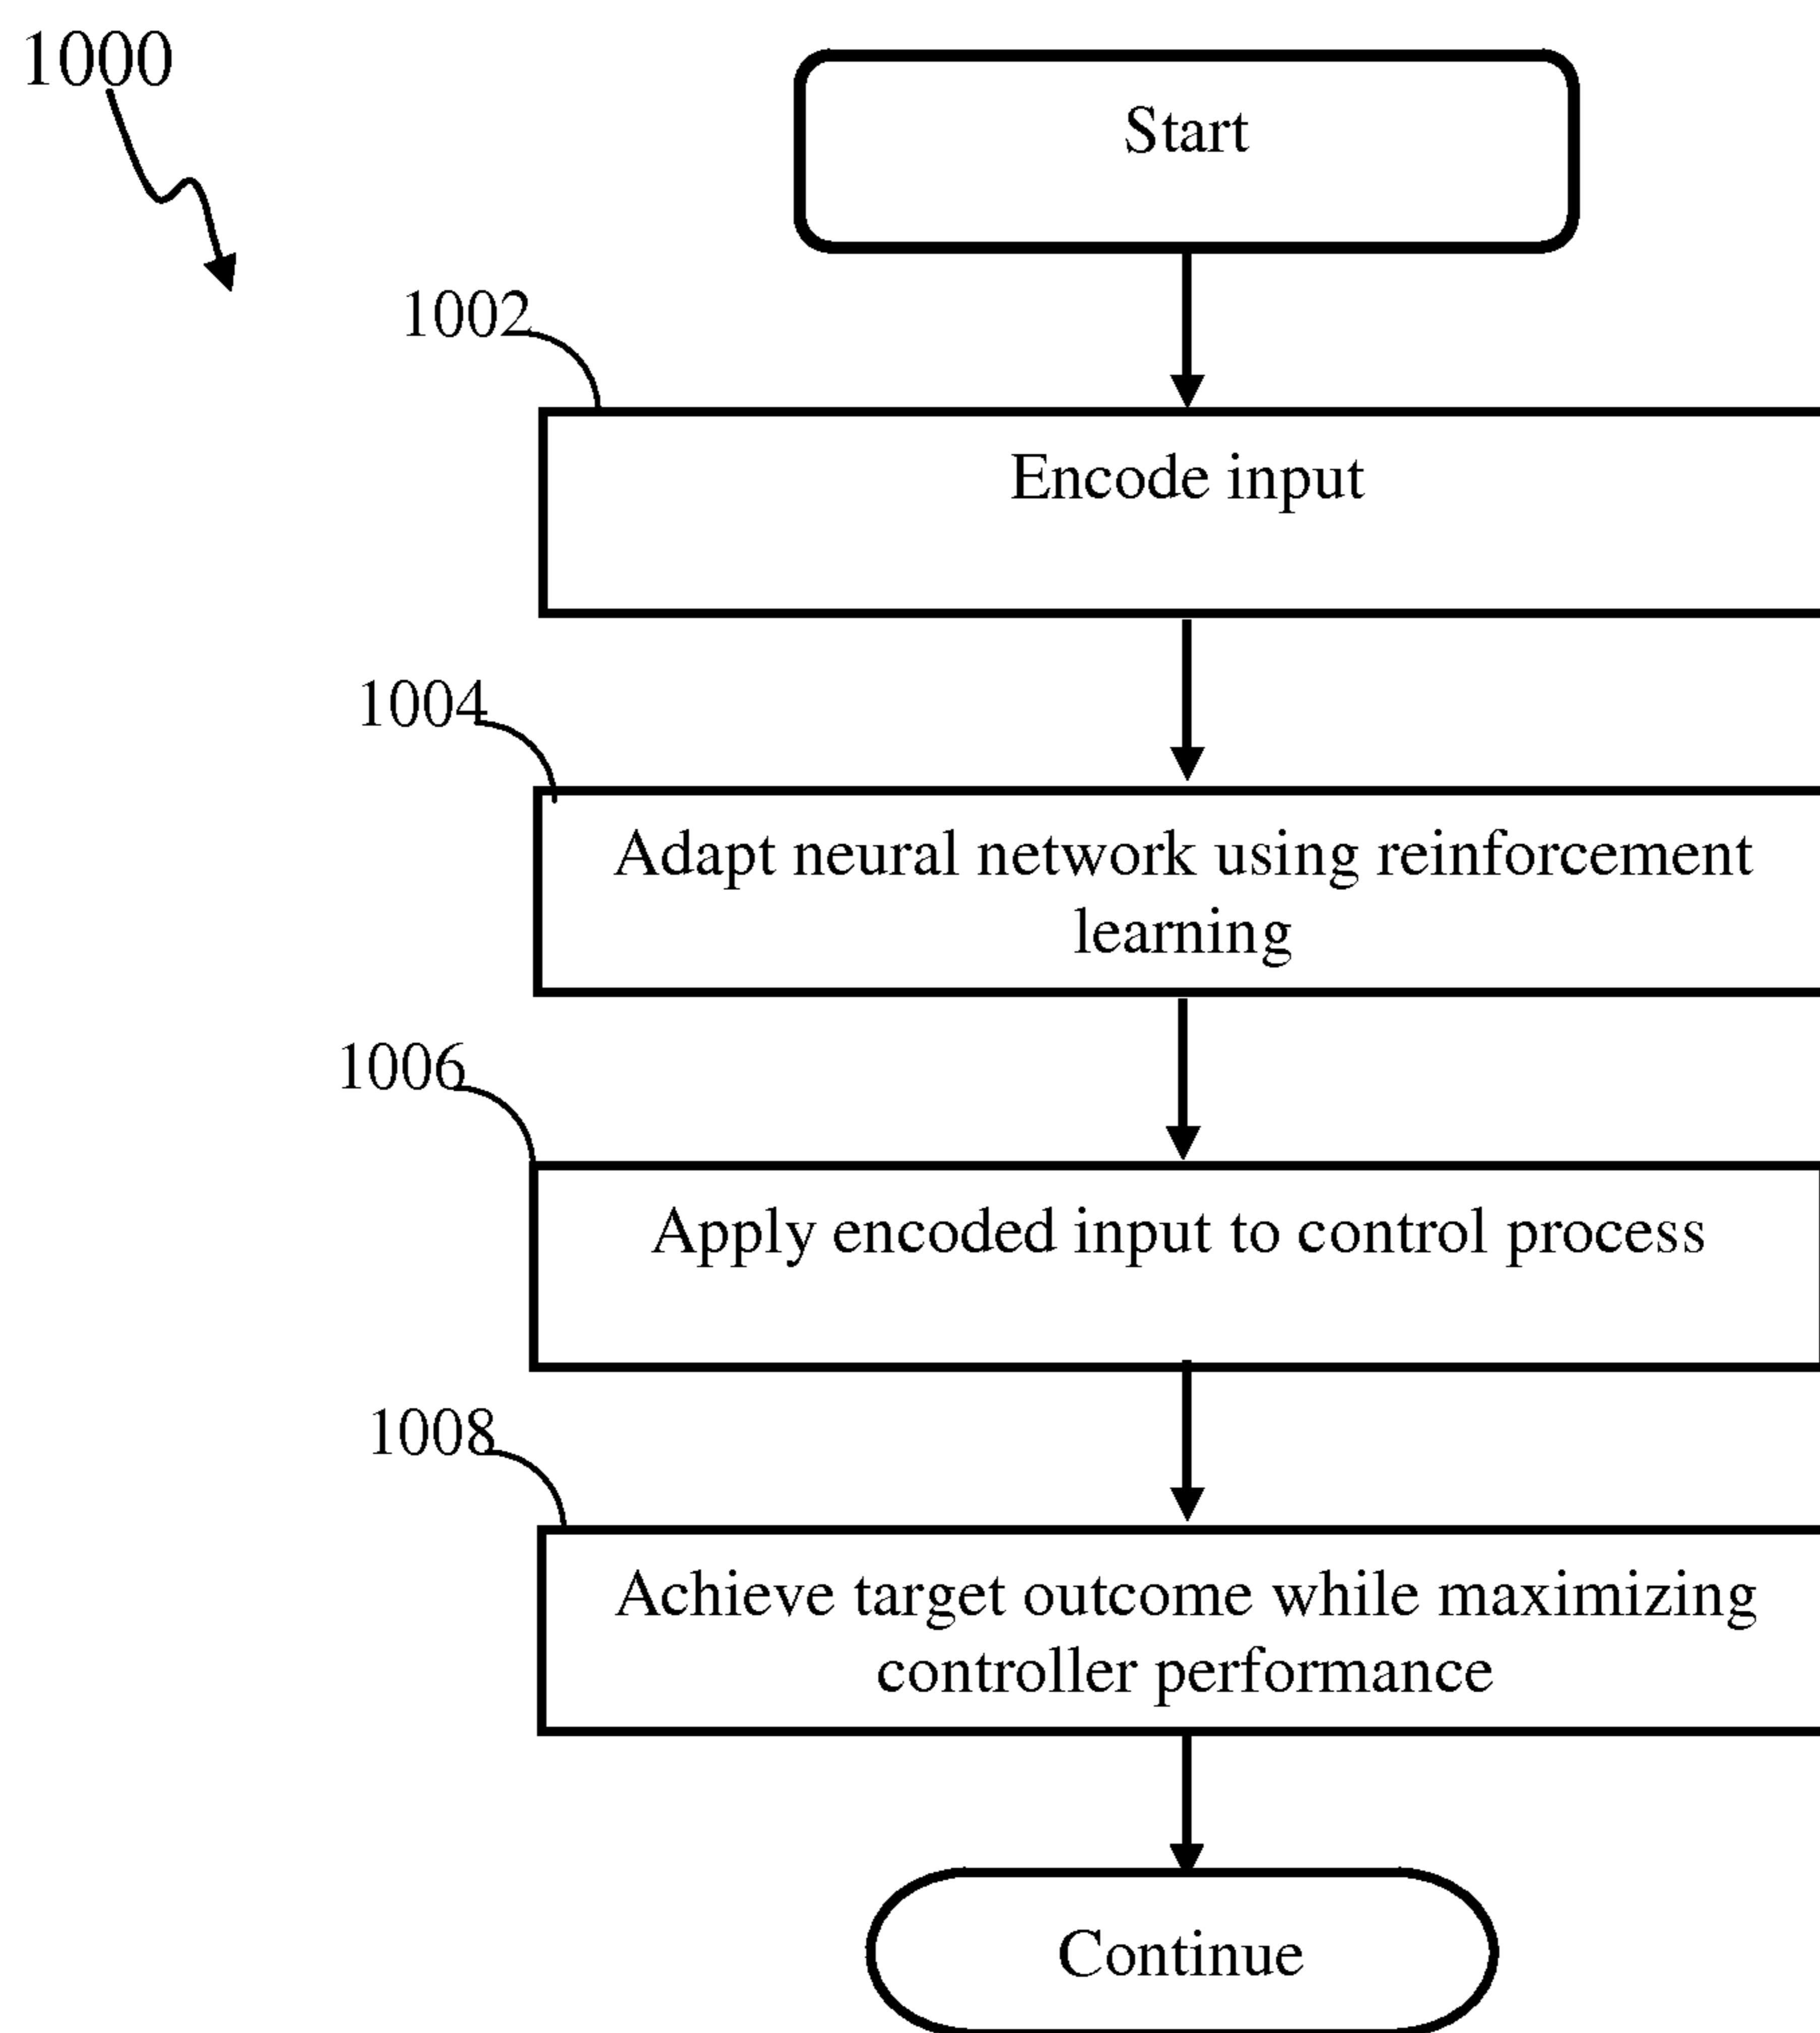 1000
Start
1002
Encode input
1004
Adapt neural network using reinforcement
learning
1006
Apply encoded input to control process
1008
Achieve target outcome while maximizing
controller performance
Continue